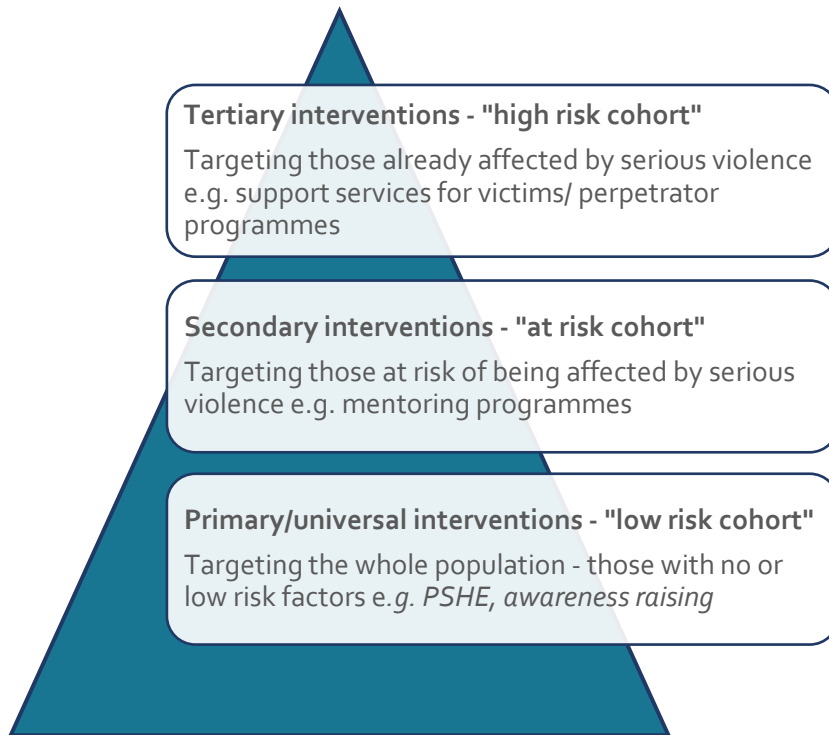 Tertiary interventions - "high risk cohort"
Targeting those already affected by serious violence
e.g. support services for victims/ perpetrator
programmes
Secondary interventions - "at risk cohort"
Targeting those at risk of being affected by serious
violence e.g. mentoring programmes
Primary/universal interventions - "low risk cohort"
Targeting the whole population - those with no or
low risk factors e.g. PSHE, awareness raising